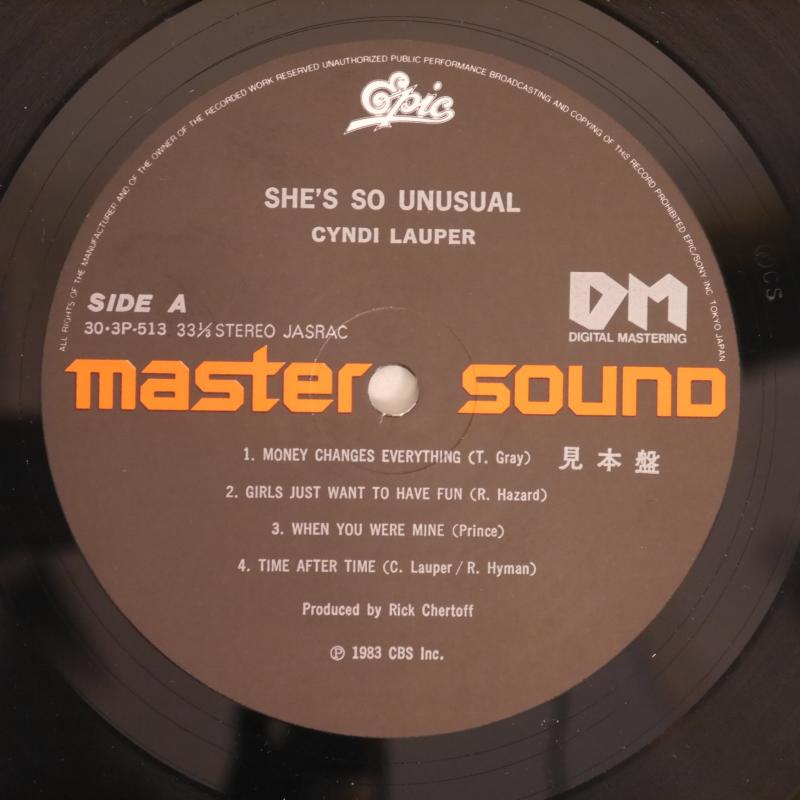 ALL RIGHTS OF THE MANUFACTURER AND OF THE OWNER OF THE RECORDED WORK RESERVED UNAUTHORIZED PUBLIC PERFORMANCE BROADCASTING AND COPYING OF THIS RECORD PROHIBITED EPIC/SONY INC. TOKYO JAPAN
Epic
SHE'S SO UNUSUAL
CYNDI LAUPER
SIDE A
30・3P-513 33⅓ STEREO JASRAC
DM
DIGITAL MASTERING
master sound
1. MONEY CHANGES EVERYTHING (T. Gray) 見本盤
2. GIRLS JUST WANT TO HAVE FUN (R. Hazard)
3. WHEN YOU WERE MINE (Prince)
4. TIME AFTER TIME (C. Lauper / R. Hyman)
Produced by Rick Chertoff
℗ 1983 CBS Inc.